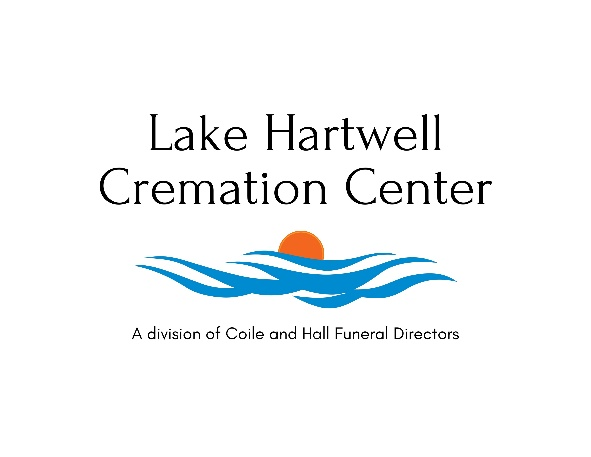 Lake Hartwell
Cremation Center
A division of Coile and Hall Funeral Directors